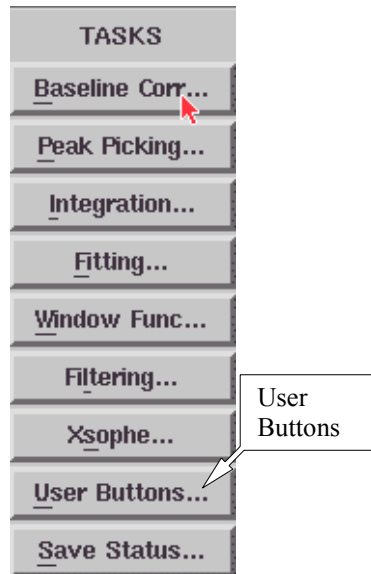 TASKS
Baseline Corr...
Peak Picking...
Integration...
Fitting...
Window Func...
Filtering...
Xsophe...
User Buttons...
Save Status...
User
Buttons